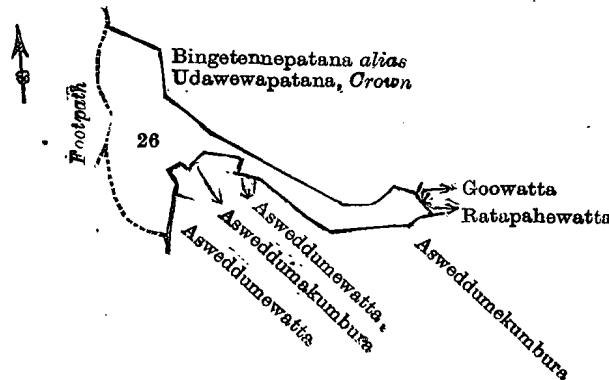 Bingetennepatana alias
Udawewapatana, Crown
Footpath
26
Goowatta
Ratapahewatta
Asweddumewatta,
Asweddumakumbura
Asweddumewatta
Asweddumekumbura